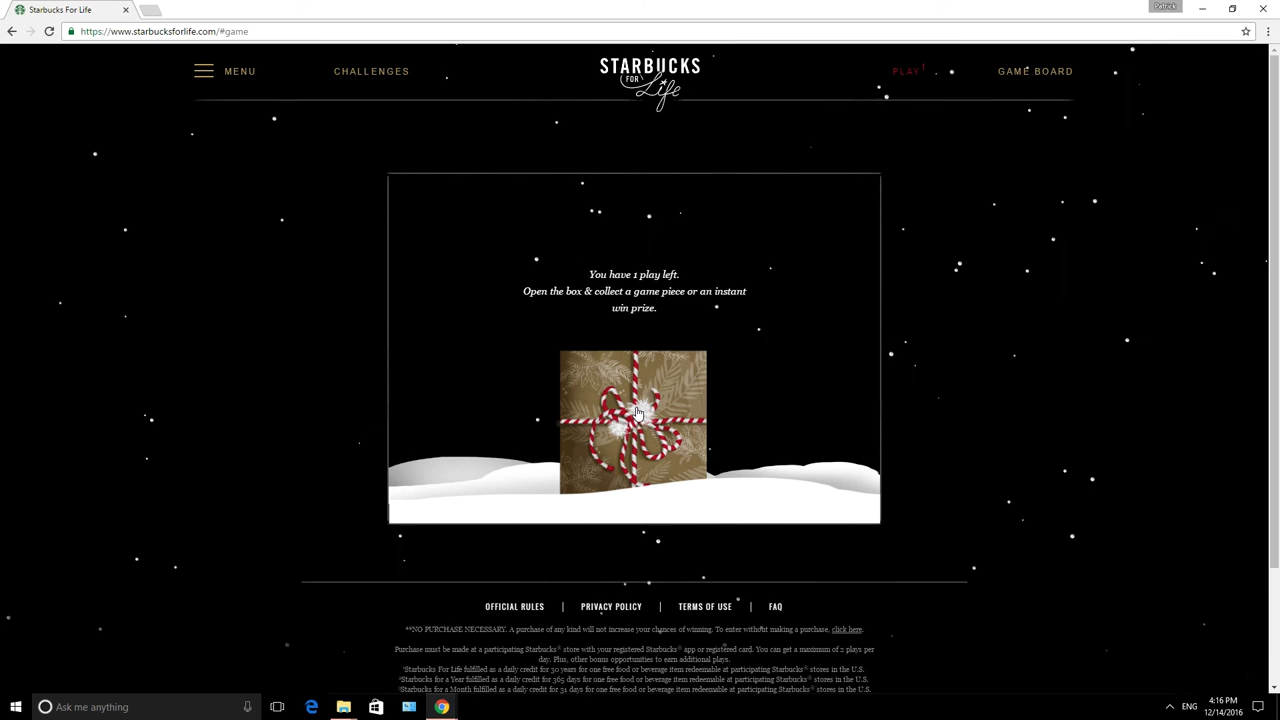 Starbucks For Life
Patrick
https://www.starbucksforlife.com/#game
MENU
CHALLENGES
STARBUCKS
FOR Life
PLAY1
GAME BOARD
You have 1 play left.
Open the box & collect a game piece or an instant
win prize.
OFFICIAL RULES | PRIVACY POLICY | TERMS OF USE | FAQ
**NO PURCHASE NECESSARY. A purchase of any kind will not increase your chances of winning. To enter without making a purchase, click here.
Purchase must be made at a participating Starbucks® store with your registered Starbucks® app or registered card. You can get a maximum of 2 plays per
day. Plus, other bonus opportunities to earn additional plays.
¹Starbucks For Life fulfilled as a daily credit for 30 years for one free food or beverage item redeemable at participating Starbucks® stores in the U.S.
²Starbucks for a Year fulfilled as a daily credit for 365 days for one free food or beverage item redeemable at participating Starbucks® stores in the U.S.
³Starbucks for a Month fulfilled as a daily credit for 31 days for one free food or beverage item redeemable at participating Starbucks® stores in the U.S.
Ask me anything
ENG
4:16 PM
12/14/2016